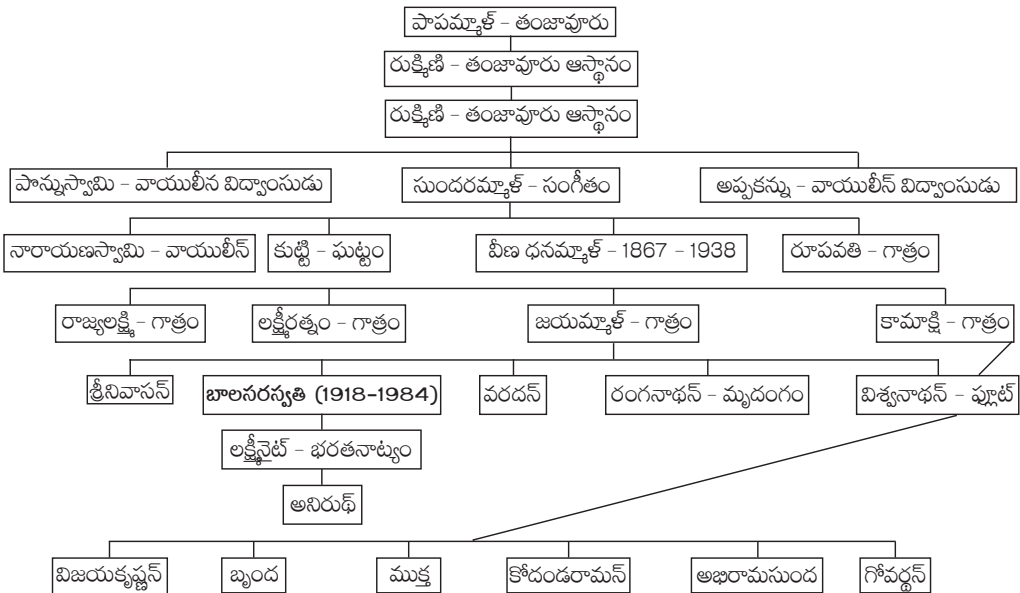 పాపమ్మాళ్ - తంజావూరు
రుక్మిణి - తంజావూరు ఆస్థానం
రుక్మిణి - తంజావూరు ఆస్థానం
పొన్నుస్వామి - వాయులీన విద్వాంసుడు
సుందరమ్మాళ్ - సంగీతం
అప్పకన్ను - వాయులీన్ విద్వాంసుడు
నారాయణస్వామి - వాయులీన్
కుట్టి - ఘట్టం
వీణ ధనమ్మాళ్ - 1867 - 1938
రూపవతి - గాత్రం
రాజ్యలక్ష్మి - గాత్రం
లక్ష్మీరత్నం - గాత్రం
జయమ్మాళ్ - గాత్రం
కామాక్షి - గాత్రం
శ్రీనివాసన్
బాలసరస్వతి (1918-1984)
వరదన్
రంగనాథన్ - మృదంగం
విశ్వనాథన్ - ఫ్లూట్
లక్ష్మీనైట్ - భరతనాట్యం
అనిరుథ్
విజయకృష్ణన్
బృంద
ముక్త
కోదండరామన్
అభిరామసుంద
గోవర్థన్